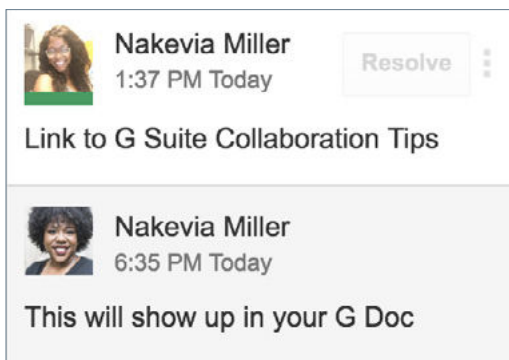 Nakevia Miller
1:37 PM Today
Resolve
Link to G Suite Collaboration Tips
Nakevia Miller
6:35 PM Today
This will show up in your G Doc